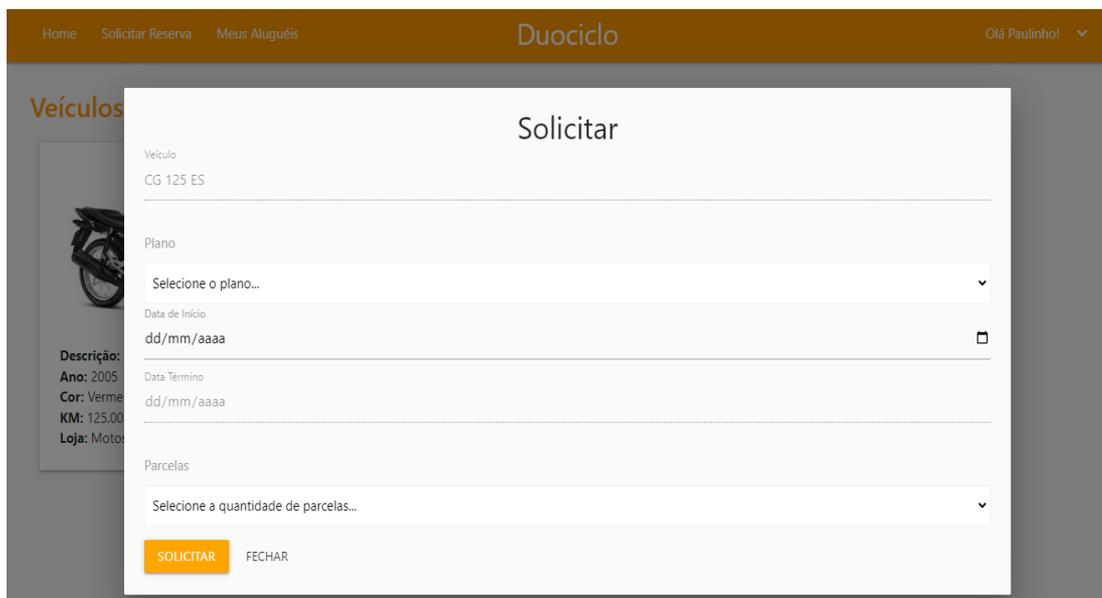 Home Solicitar Reserva Meus Aluguéis Duociclo Olá Paulinho!
Veículos
Solicitar
Veículo
CG 125 ES
Plano
Selecione o plano...
Data de Início
dd/mm/aaaa
Data Término
dd/mm/aaaa
Parcelas
Selecione a quantidade de parcelas...
SOLICITAR FECHAR
Descrição:
Ano: 2005
Cor: Verme
KM: 125.00
Loja: Motos